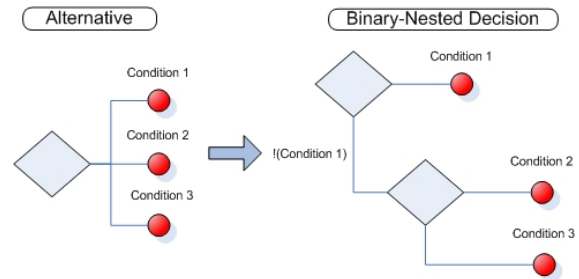 Alternative
Condition 1
Condition 2
Condition 3
Binary-Nested Decision
Condition 1
!(Condition 1)
Condition 2
Condition 3